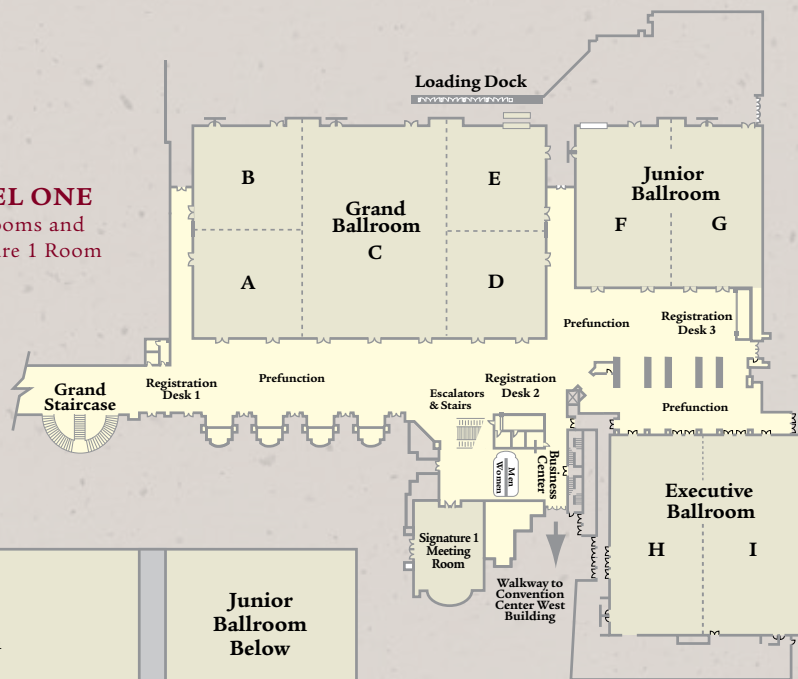 Loading Dock
EL ONE
ooms and
re 1 Room
B
E
Grand
Ballroom
C
A
D
Junior
Ballroom
F
G
Prefunction
Registration
Desk 3
Grand
Staircase
Registration
Desk 1
Prefunction
Escalators
& Stairs
Registration
Desk 2
Prefunction
Men
Women
Business
Center
Executive
Ballroom
H
I
Signature 1
Meeting
Room
Walkway to
Convention
Center West
Building
Junior
Ballroom
Below